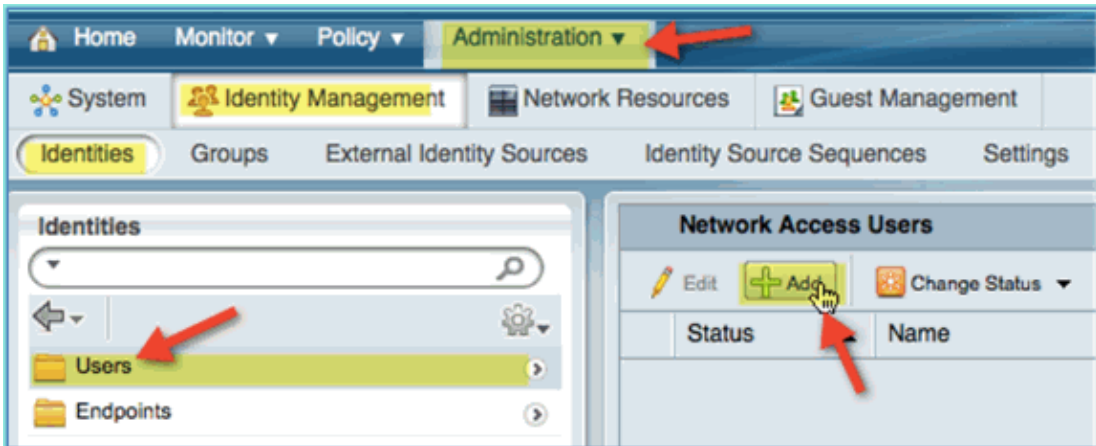 Home Monitor Policy Administration
System Identity Management Network Resources Guest Management
Identities Groups External Identity Sources Identity Source Sequences Settings
Identities
Users
Endpoints
Network Access Users
Edit Add Change Status
Status Name